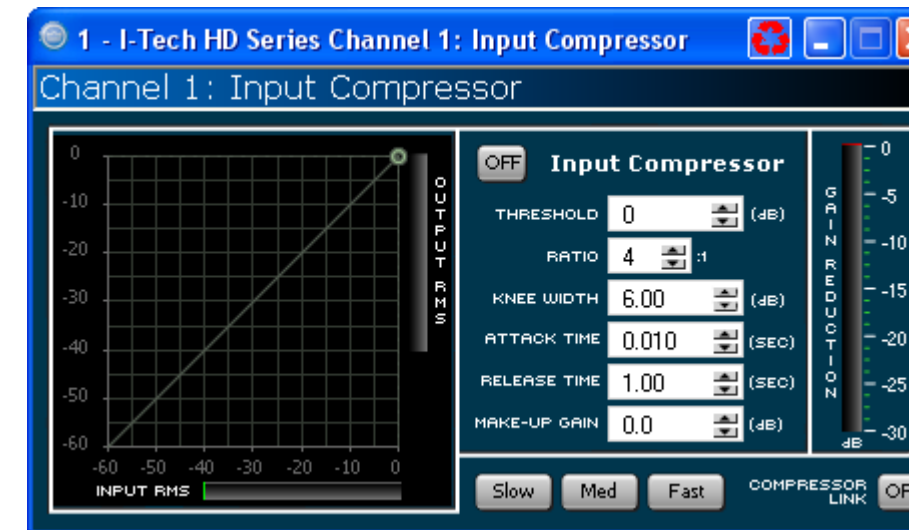 1 - I-Tech HD Series Channel 1: Input Compressor
Channel 1: Input Compressor
0
-10
-20
-30
-40
-50
-60
-60 -50 -40 -30 -20 -10 0
INPUT RMS
OUTPUT RMS
OFF Input Compressor
THRESHOLD 0 (dB)
RATIO 4 :1
KNEE WIDTH 6.00 (dB)
ATTACK TIME 0.010 (SEC)
RELEASE TIME 1.00 (SEC)
MAKE-UP GAIN 0.0 (dB)
Slow Med Fast
COMPRESSOR
LINK
GAIN REDUCTION
0
-5
-10
-15
-20
-25
-30
dB